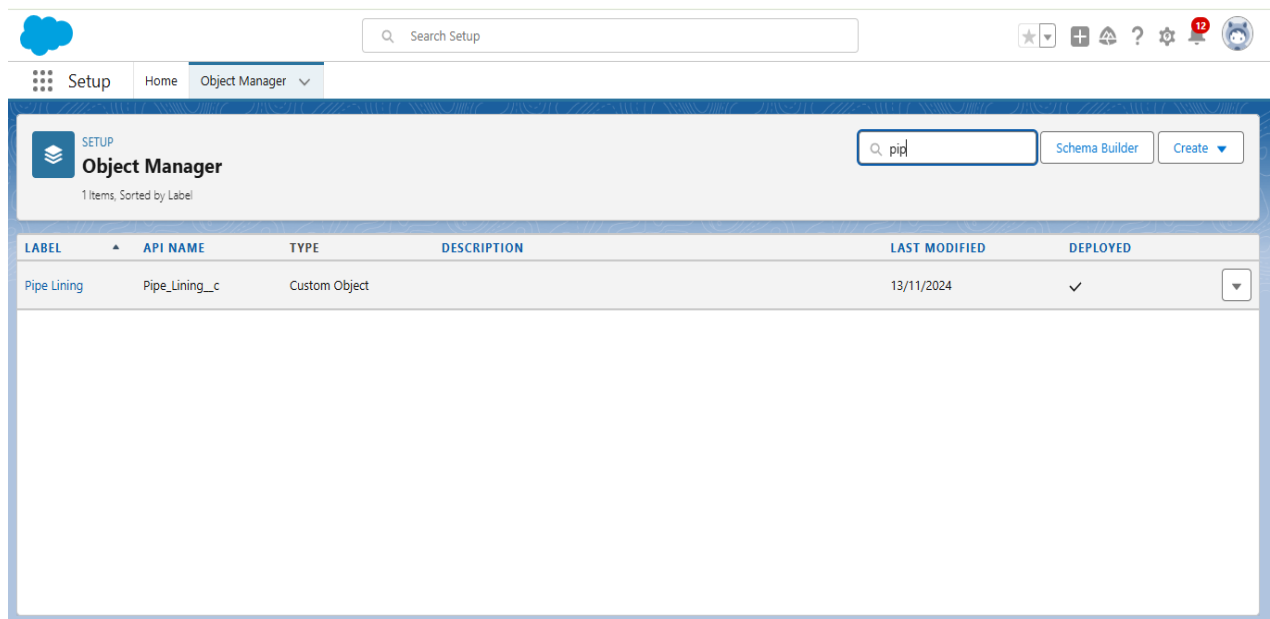 Search Setup
12
Setup Home Object Manager
SETUP
Object Manager
1 Items, Sorted by Label
pip
Schema Builder
Create
LABEL API NAME TYPE DESCRIPTION LAST MODIFIED DEPLOYED
Pipe Lining Pipe_Lining__c Custom Object 13/11/2024